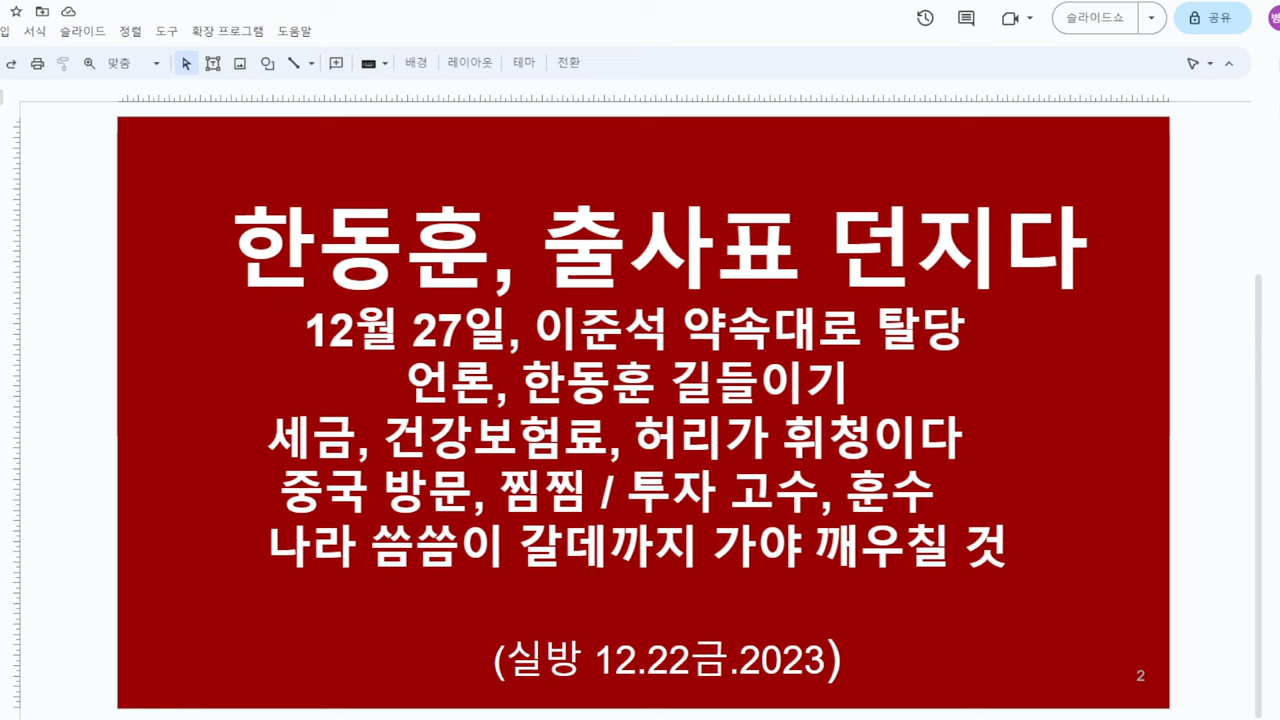 입 서식 슬라이드 정렬 도구 확장 프로그램 도움말
슬라이드쇼 공유
맞춤 배경 레이아웃 테마 전환
한동훈, 출사표 던지다
12월 27일, 이준석 약속대로 탈당
언론, 한동훈 길들이기
세금, 건강보험료, 허리가 휘청이다
중국 방문, 찜찜 / 투자 고수, 훈수
나라 씀씀이 갈데까지 가야 깨우칠 것
(실방 12.22금.2023)
2